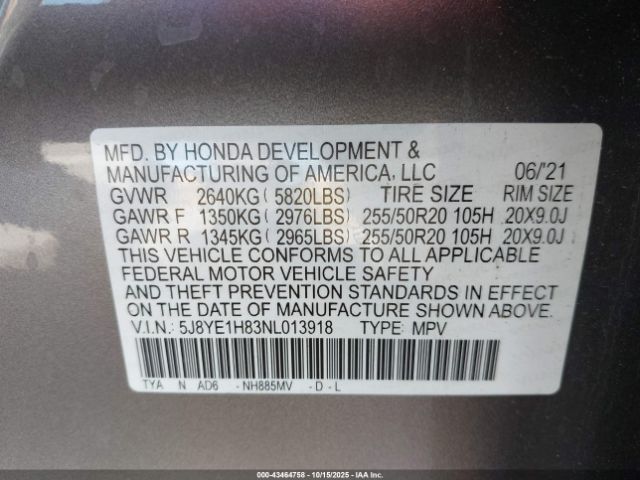 MFD. BY HONDA DEVELOPMENT &
MANUFACTURING OF AMERICA, LLC 06/'21
GVWR 2640KG( 5820LBS) TIRE SIZE RIM SIZE
GAWR F 1350KG( 2976LBS) 255/50R20 105H 20X9.0J
GAWR R 1345KG( 2965LBS) 255/50R20 105H 20X9.0J
THIS VEHICLE CONFORMS TO ALL APPLICABLE
FEDERAL MOTOR VEHICLE SAFETY
AND THEFT PREVENTION STANDARDS IN EFFECT
ON THE DATE OF MANUFACTURE SHOWN ABOVE.
V.I.N.: 5J8YE1H83NL013918 TYPE: MPV
TYA N AD6 -NH885MV -D-L
000-43464758 - 10/15/2025 - IAAI.COM